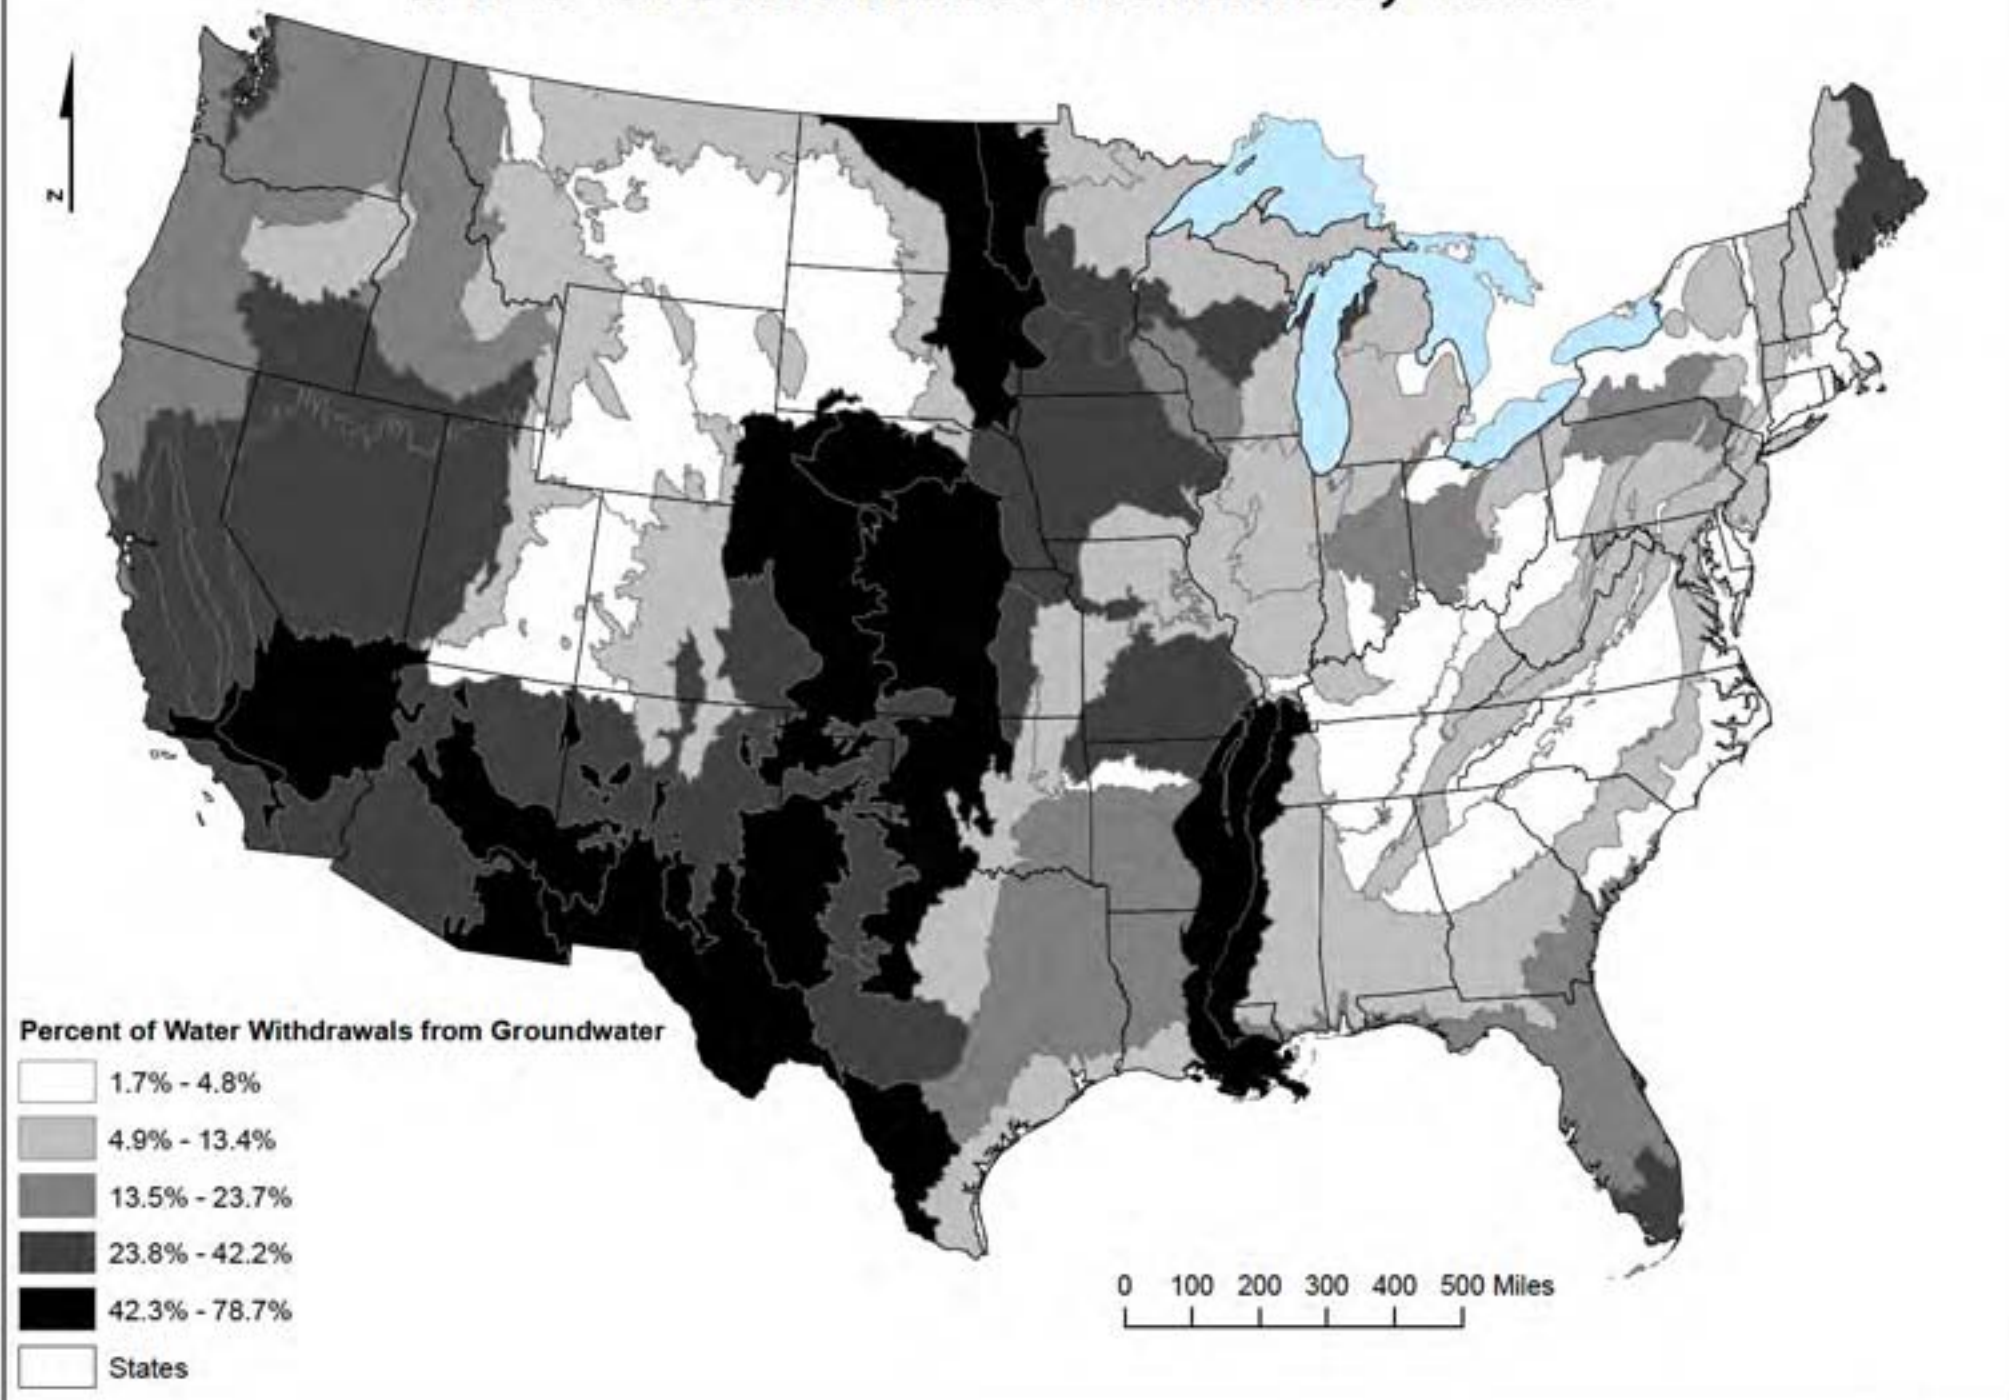 N
Percent of Water Withdrawals from Groundwater
1.7% - 4.8%
4.9% - 13.4%
13.5% - 23.7%
23.8% - 42.2%
42.3% - 78.7%
States
0 100 200 300 400 500 Miles